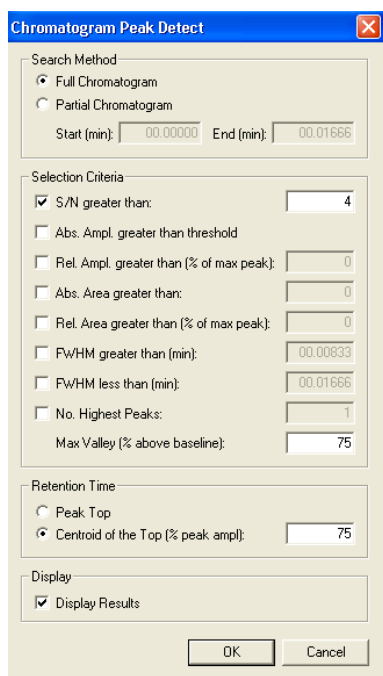 Chromatogram Peak Detect
Search Method
Full Chromatogram
Partial Chromatogram
Start (min): 00.00000 End (min): 00.01666
Selection Criteria
S/N greater than: 4
Abs. Ampl. greater than threshold
Rel. Ampl. greater than (% of max peak): 0
Abs. Area greater than: 0
Rel. Area greater than (% of max peak): 0
FWHM greater than (min): 00.00833
FWHM less than (min): 00.01666
No. Highest Peaks: 1
Max Valley (% above baseline): 75
Retention Time
Peak Top
Centroid of the Top (% peak ampl): 75
Display
Display Results
OK Cancel